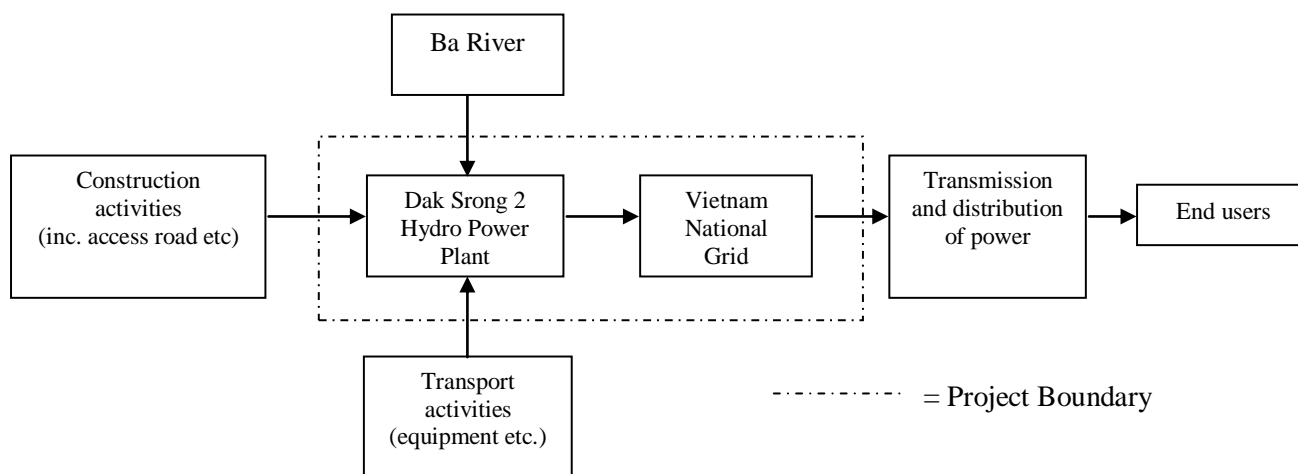 Ba River
Construction
activities
(inc. access road etc)
Dak Srong 2
Hydro Power
Plant
Vietnam
National
Grid
Transmission
and distribution
of power
End users
Transport
activities
(equipment etc.)
= Project Boundary